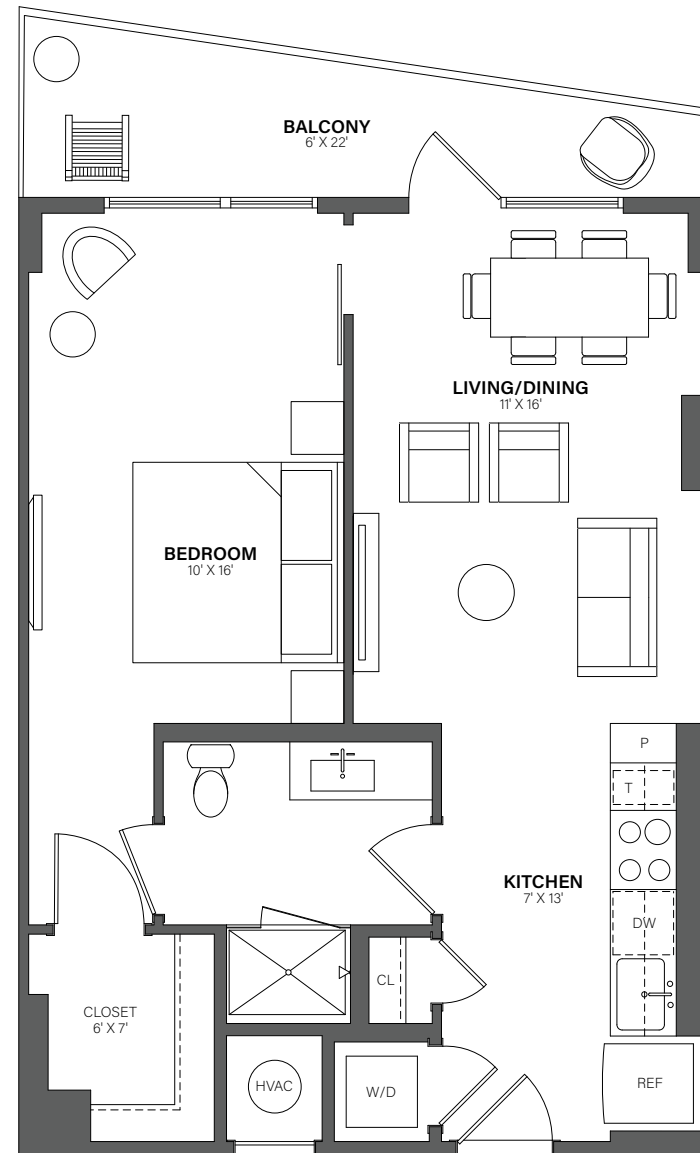 BALCONY
6' X 22'
LIVING/DINING
11' X 16'
BEDROOM
10' X 16'
P
T
KITCHEN
7' X 13'
DW
CL
CLOSET
6' X 7'
HVAC
W/D
REF